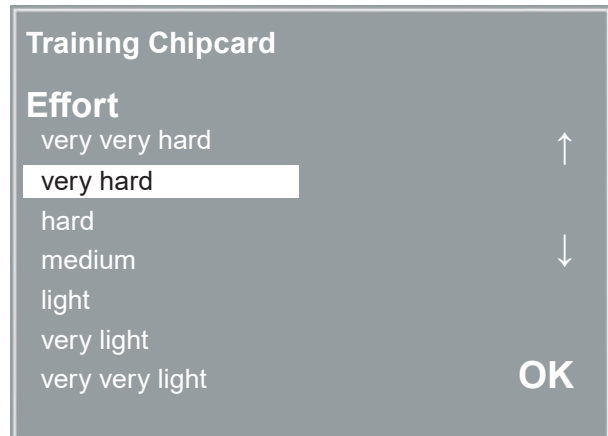 Training Chipcard
Effort
very very hard
↑
very hard
hard
medium
↓
light
very light
very very light
OK